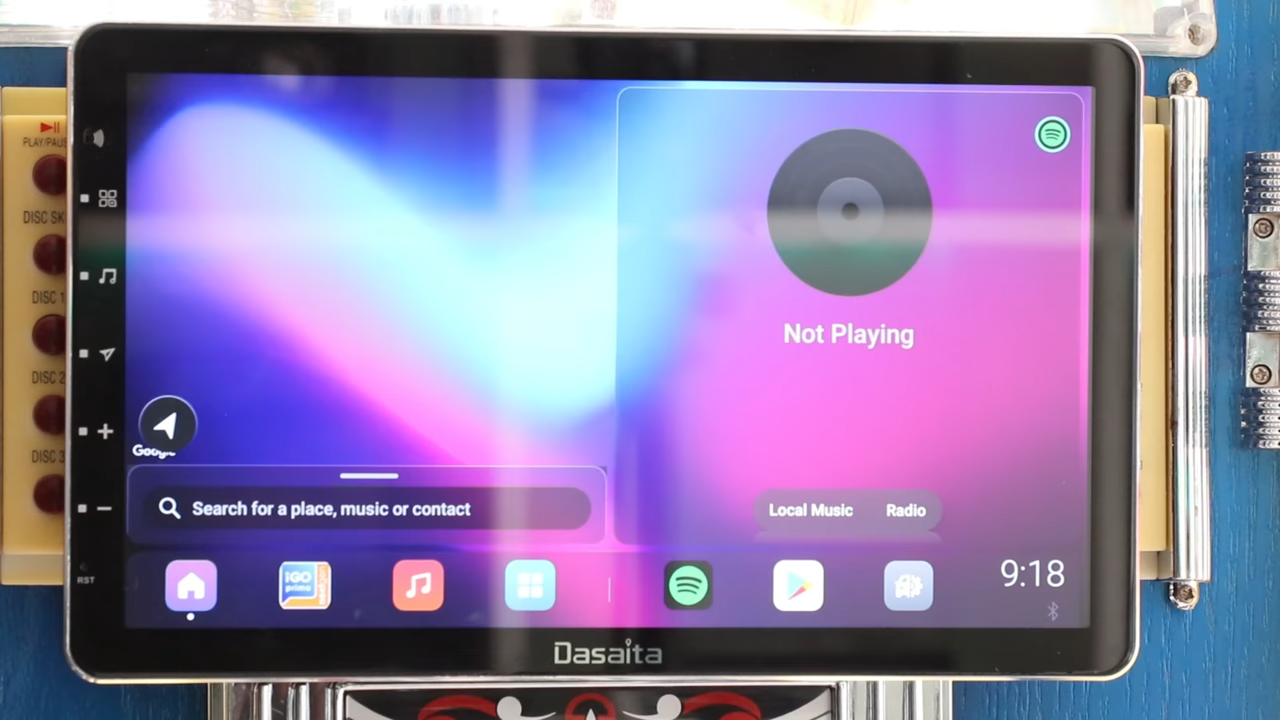 PLAY/PAUS
DISC SK
DISC 1
DISC 2
DISC 3
RST
Google
Search for a place, music or contact
Not Playing
Local Music
Radio
iGO
primo
9:18
Dasaita